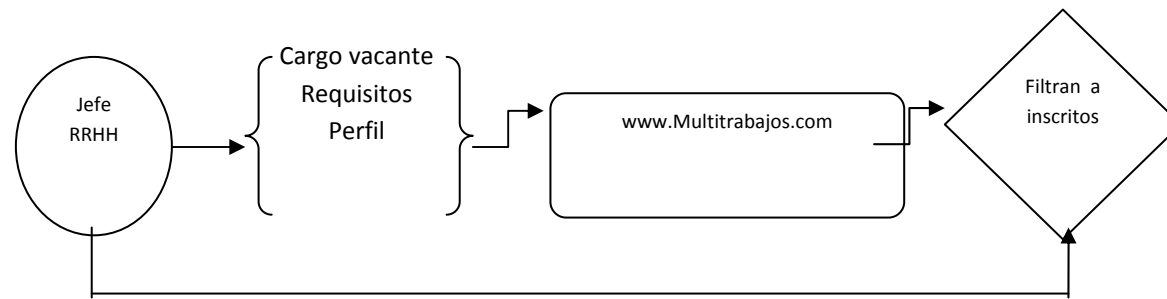 Jefe
RRHH
Cargo vacante
Requisitos
Perfil
www.Multitrabajos.com
Filtran a
inscritos